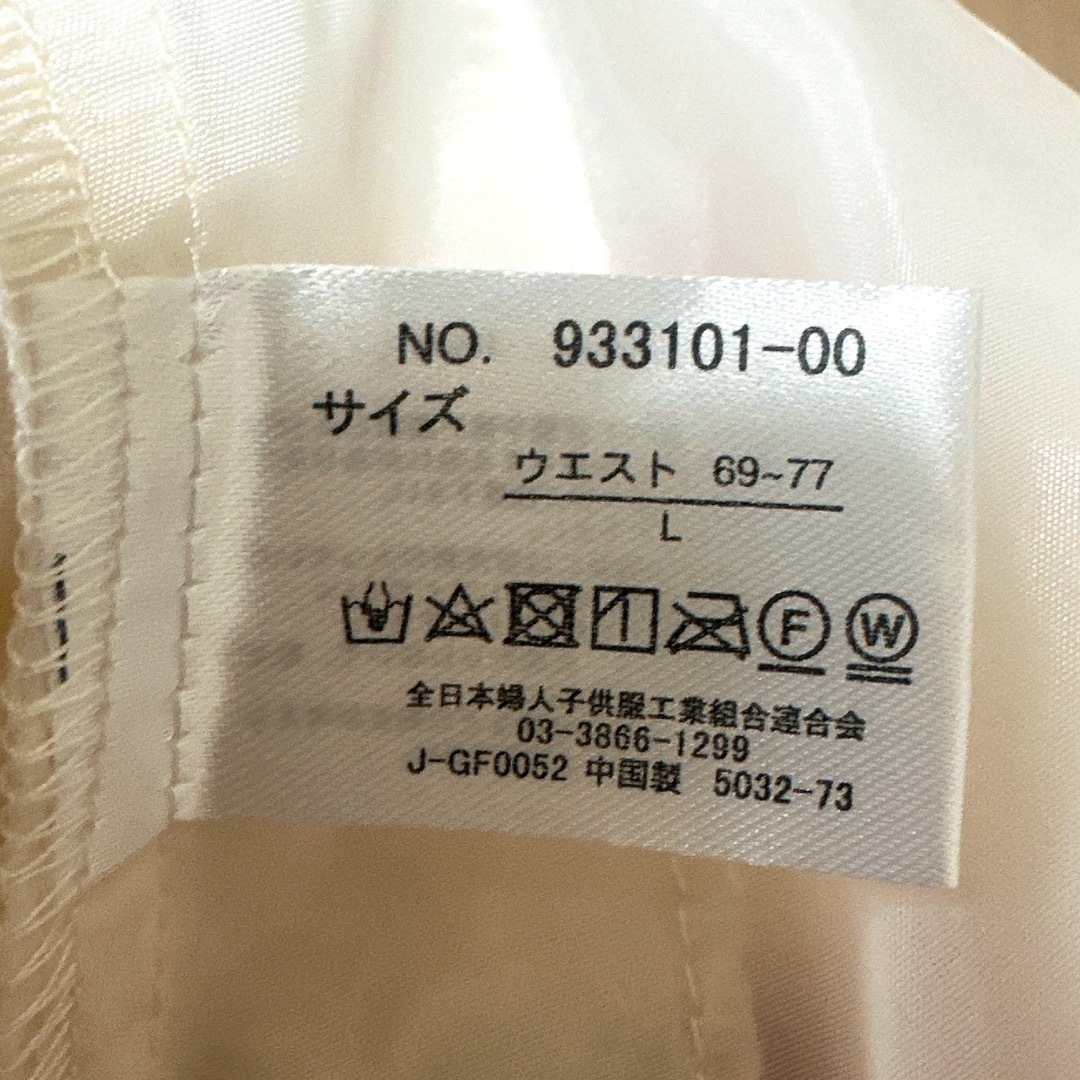 NO. 933101-00
サイズ
ウエスト 69~77
L
F W
全日本婦人子供服工業組合連合会
03-3866-1299
J-GF0052 中国製 5032-73